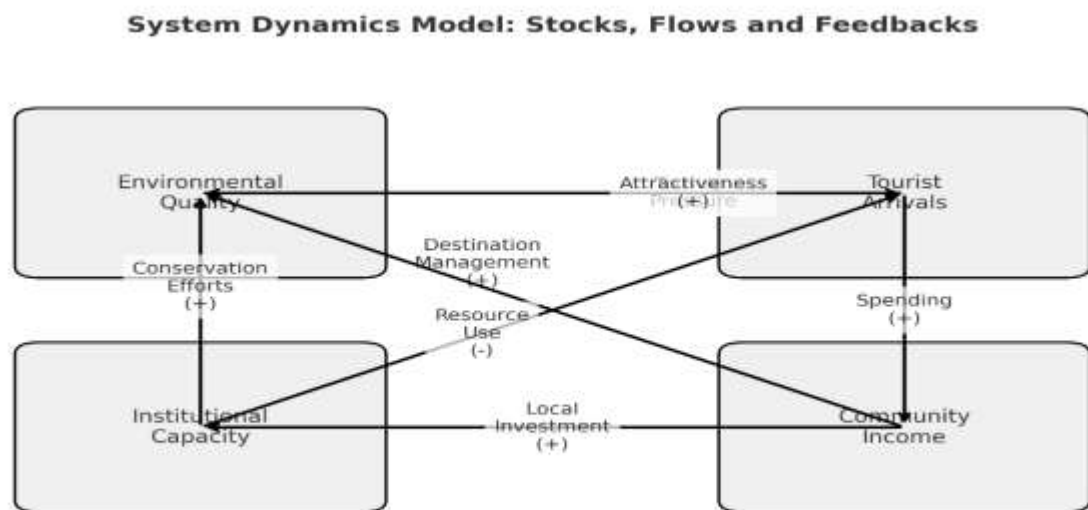 System Dynamics Model: Stocks, Flows and Feedbacks
Environmental
Quality
Attractiveness
(+)
Tourist
Arrivals
Destination
Management
(+)
Conservation
Efforts
(+)
Spending
(+)
Resource
Use
(-)
Institutional
Capacity
Local
Investment
(+)
Community
Income